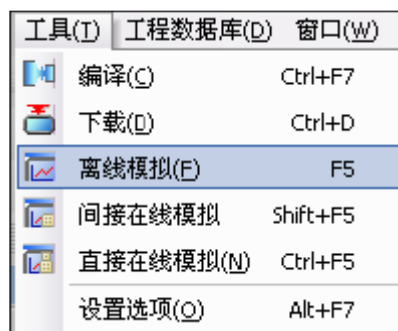 工具(T) 工程数据库(D) 窗口(W)
编译(C) Ctrl+F7
下载(D) Ctrl+D
离线模拟(F) F5
间接在线模拟 Shift+F5
直接在线模拟(N) Ctrl+F5
设置选项(O) Alt+F7